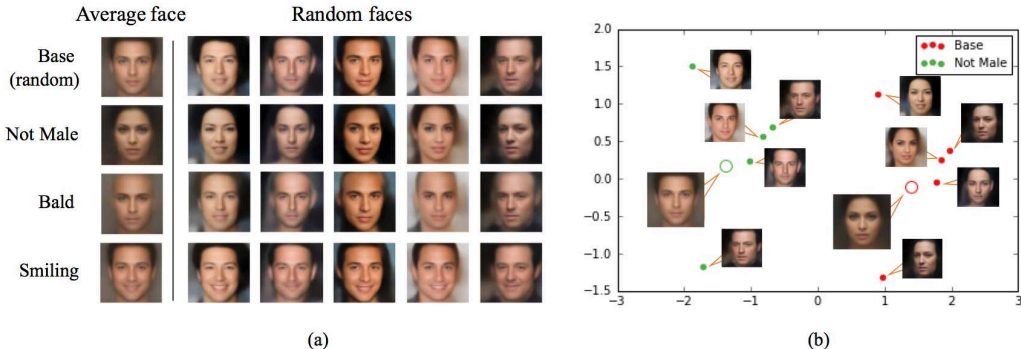 Average face
Random faces
Base
(random)
Not Male
Bald
Smiling
(a)
2.0
1.5
1.0
0.5
0.0
−0.5
−1.0
−1.5
−3
−2
−1
0
1
2
3
Base
Not Male
(b)